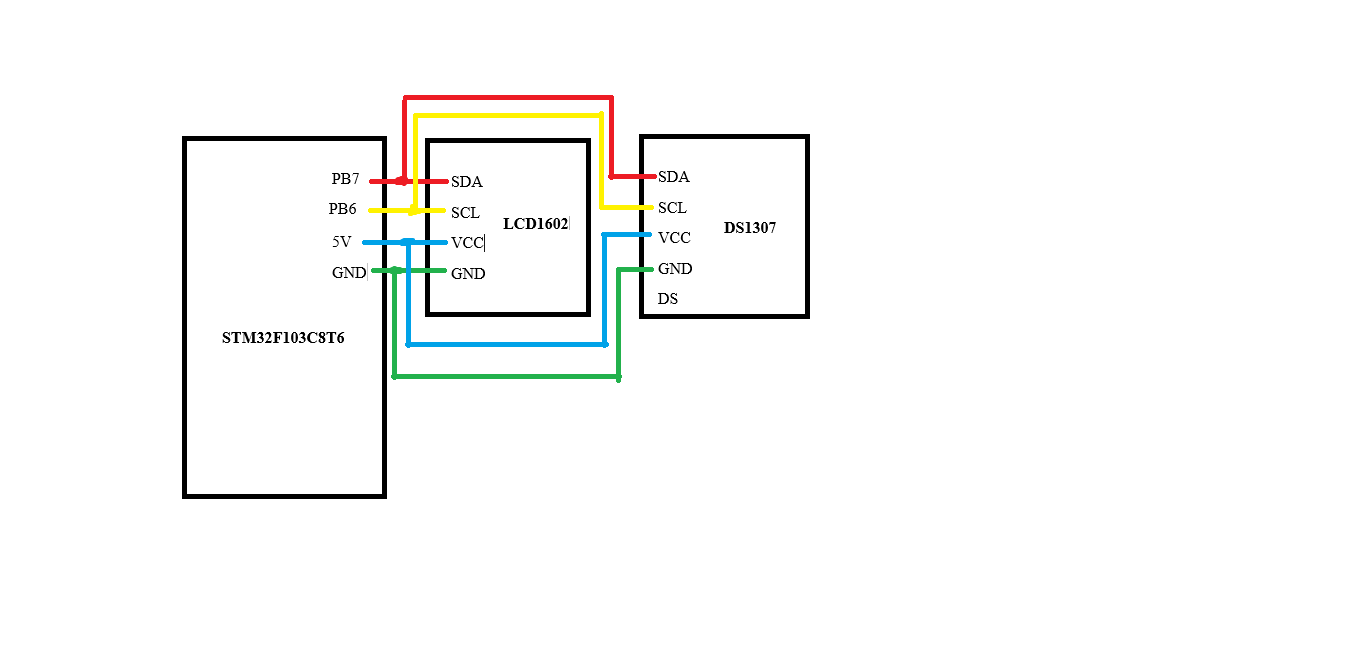 PB7
PB6
5V
GND
STM32F103C8T6
SDA
SCL
VCC
GND
LCD1602
SDA
SCL
VCC
GND
DS
DS1307